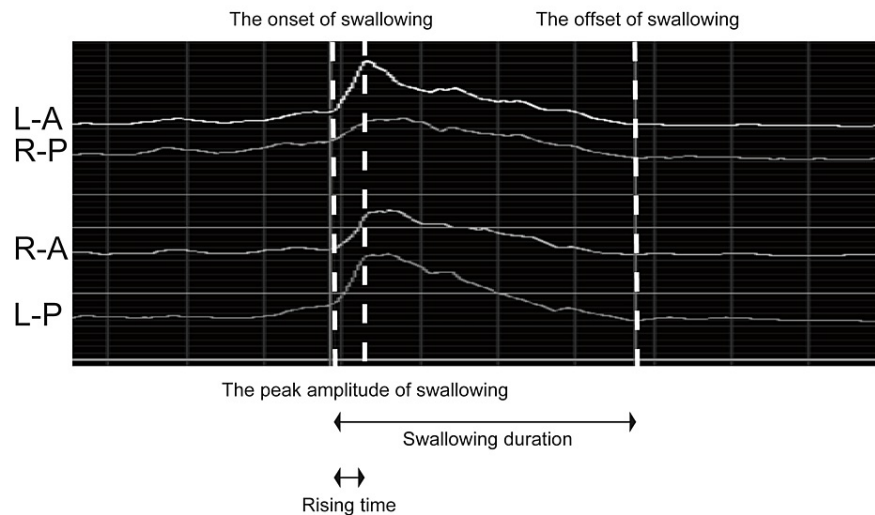 The onset of swallowing
The offset of swallowing
L-A
R-P
R-A
L-P
The peak amplitude of swallowing
Swallowing duration
Rising time